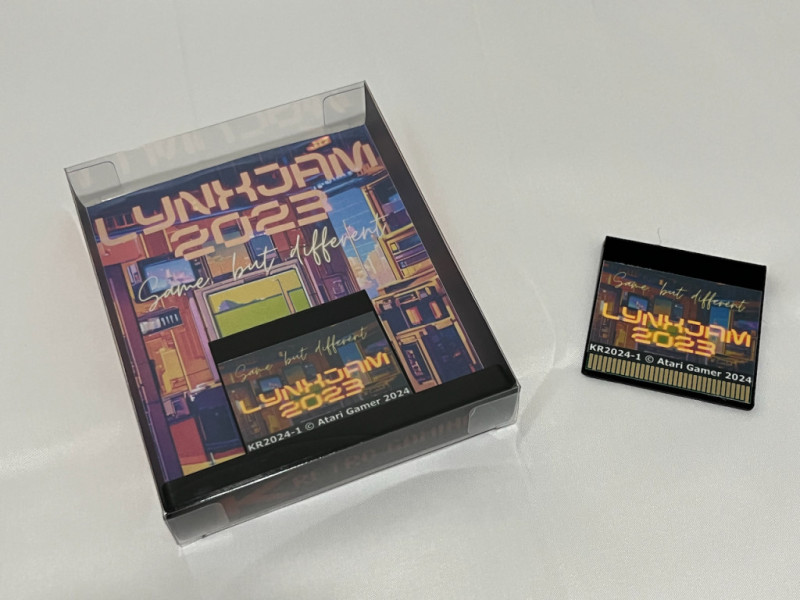 LYNXJAM
2023
Same, but different
Same but different
LYNXJAM
2023
KR2024-1 © Atari Gamer 2024
Same but different
LYNXJAM
2023
KR2024-1 © Atari Gamer 2024